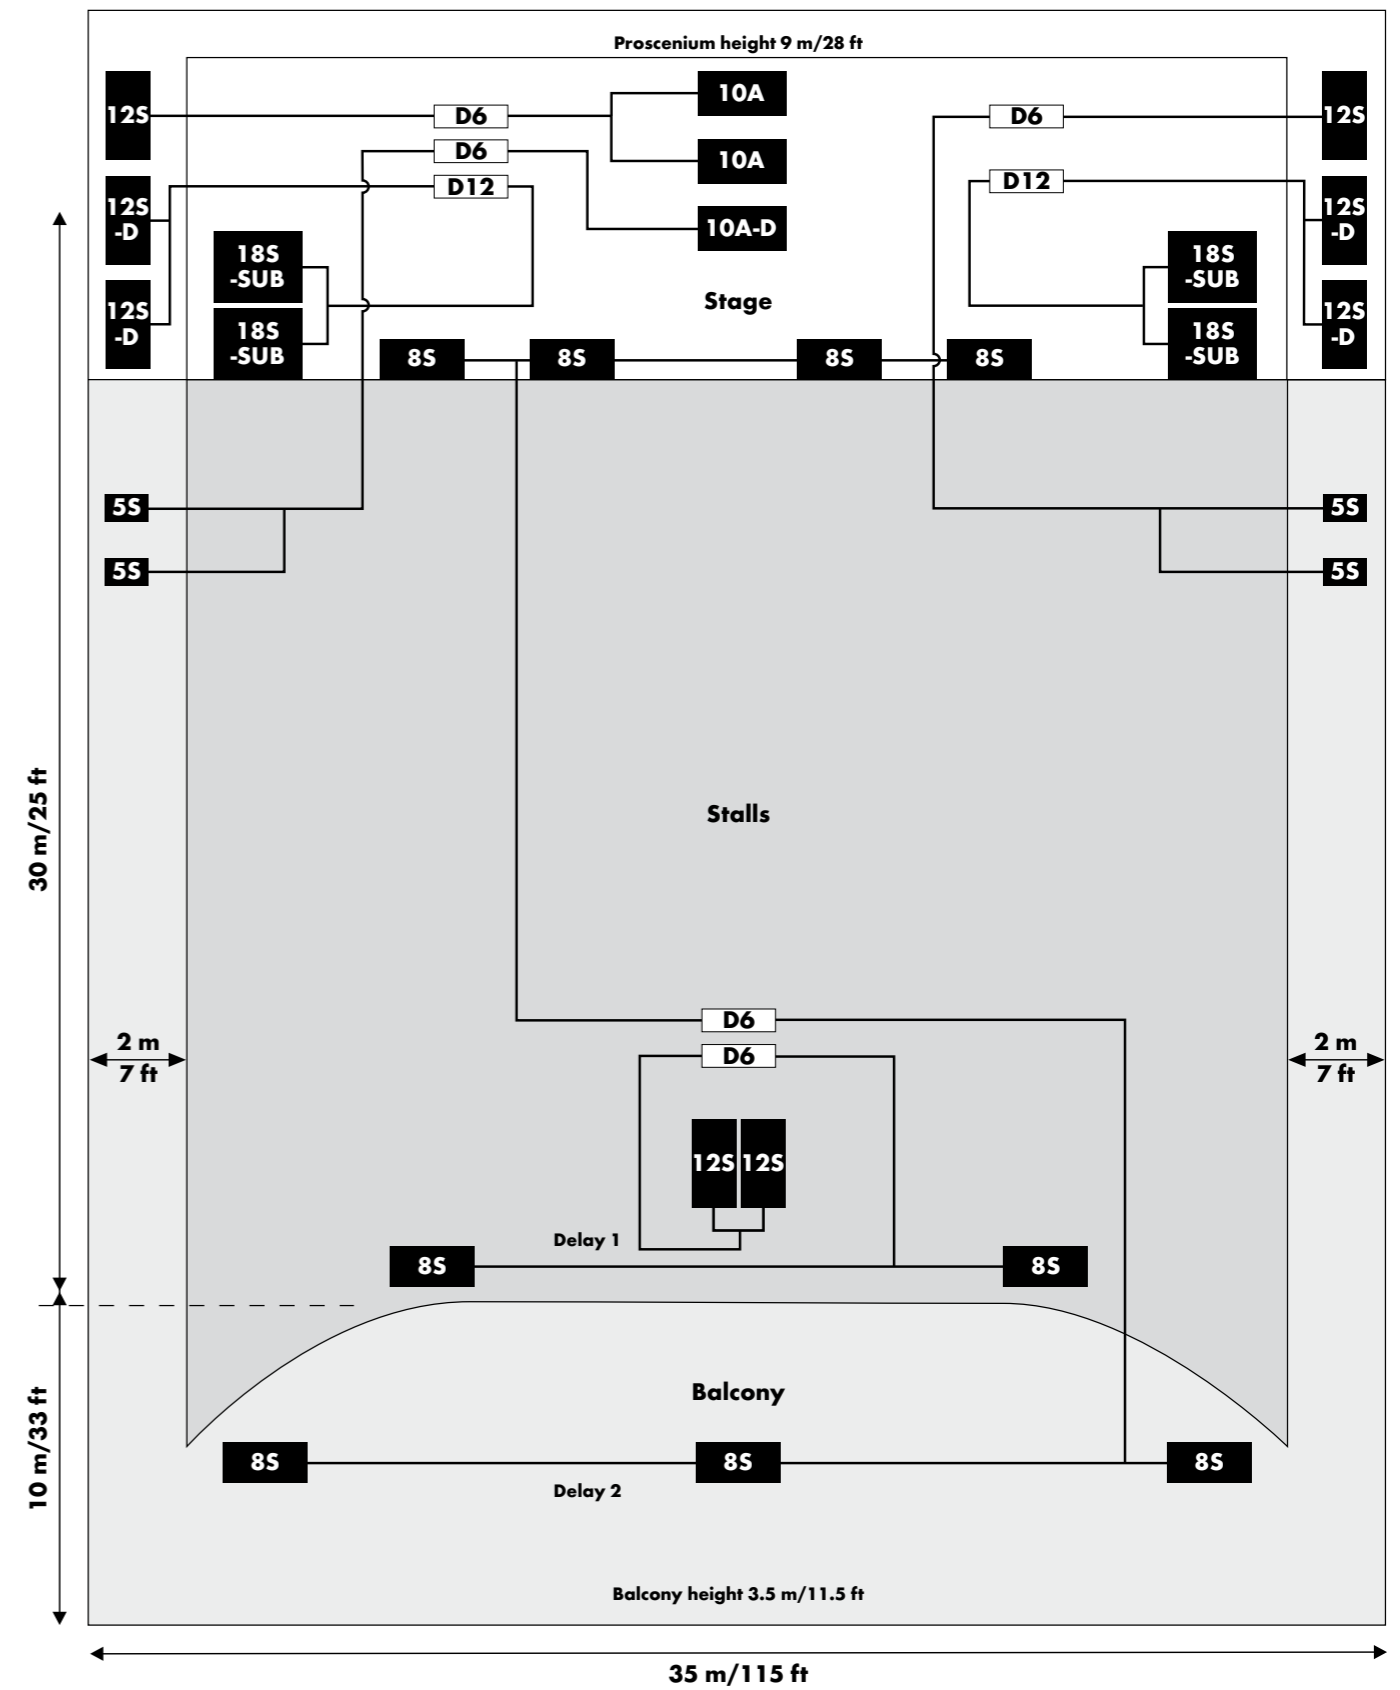 Proscenium height 9 m/28 ft
12S
D6
10A
D6
12S
D6
10A
12S
-D
D12
D12
12S
-D
10A-D
18S
-SUB
18S
-SUB
12S
-D
Stage
12S
-D
18S
-SUB
18S
-SUB
8S
8S
8S
8S
5S
5S
5S
5S
30 m/25 ft
Stalls
D6
2 m
7 ft
D6
2 m
7 ft
12S
12S
Delay 1
8S
8S
10 m/33 ft
Balcony
8S
8S
8S
Delay 2
Balcony height 3.5 m/11.5 ft
35 m/115 ft